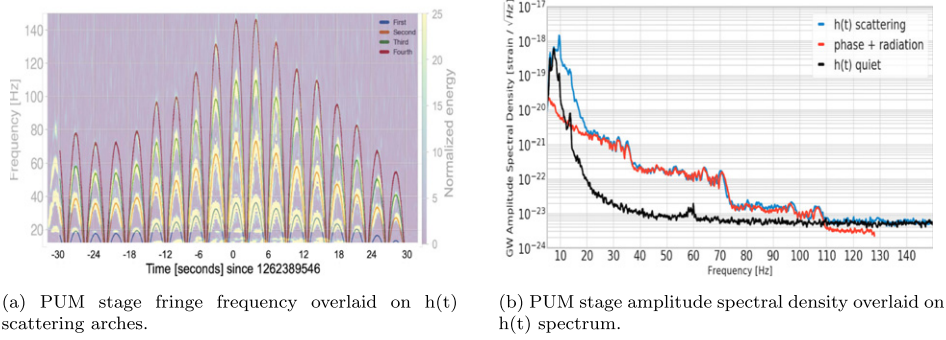 140
120
100
80
60
40
20
Frequency [Hz]
First
Second
Third
Fourth
25
20
15
10
5
0
Normalized energy
-30 -24 -18 -12 -6 0 6 12 18 24 30
Time [seconds] since 1262389546
(a) PUM stage fringe frequency overlaid on h(t)
scattering arches.
GW Amplitude Spectral Density [strain / √Hz]
10⁻¹⁷
10⁻¹⁸
10⁻¹⁹
10⁻²⁰
10⁻²¹
10⁻²²
10⁻²³
10⁻²⁴
h(t) scattering
phase + radiation
h(t) quiet
10 20 30 40 50 60 70 80 90 100 110 120 130 140
Frequency [Hz]
(b) PUM stage amplitude spectral density overlaid on
h(t) spectrum.